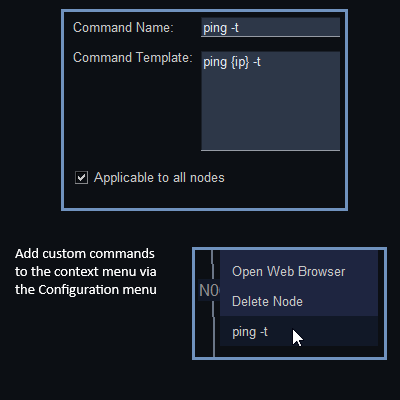 Command Name: ping -t
Command Template: ping {ip} -t
Applicable to all nodes
Add custom commands
to the context menu via
the Configuration menu
Open Web Browser
Delete Node
ping -t